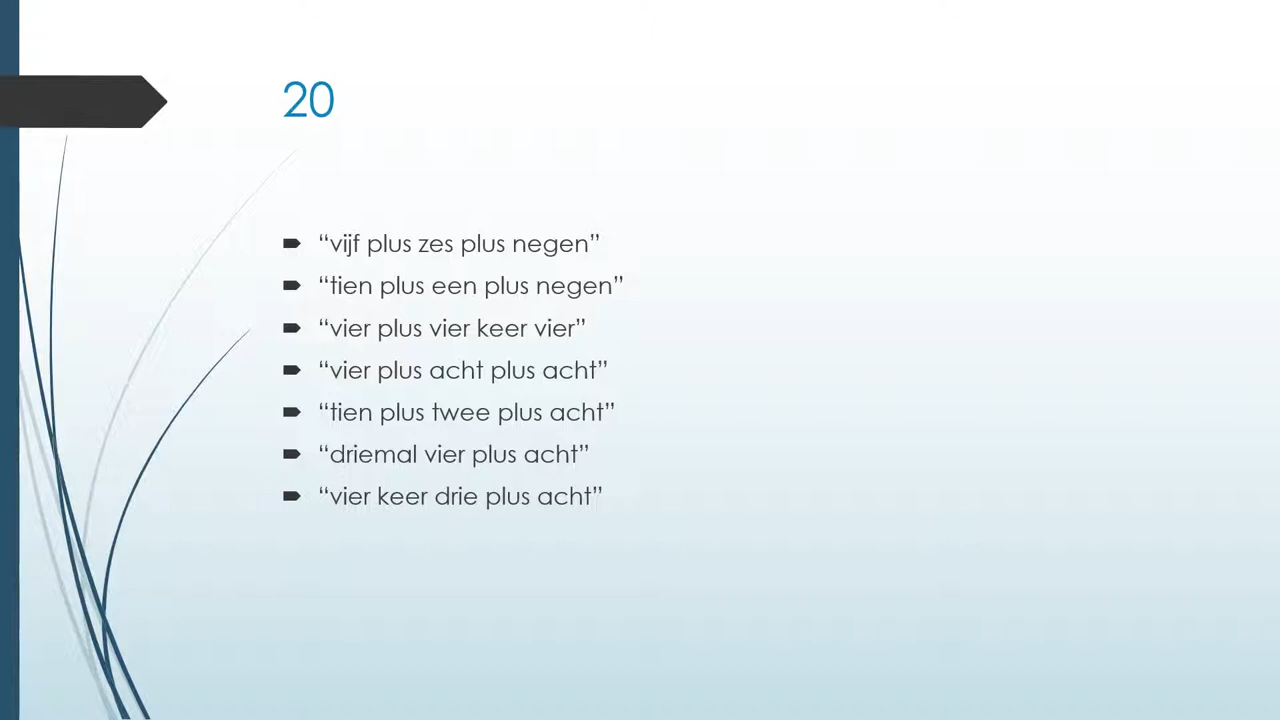 20
“vijf plus zes plus negen”
“tien plus een plus negen”
“vier plus vier keer vier”
“vier plus acht plus acht”
“tien plus twee plus acht”
“driemal vier plus acht”
“vier keer drie plus acht”